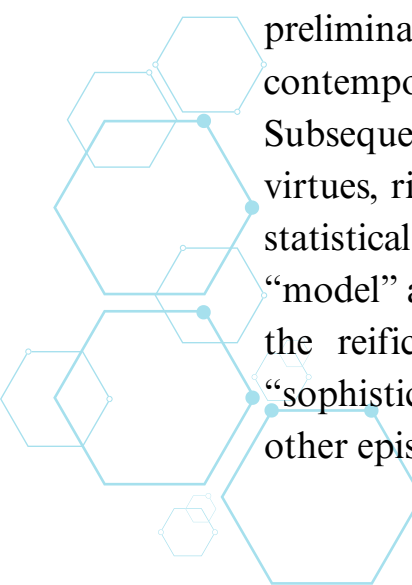 prelimina
contempo
Subseque
virtues, ri
statistical
“model” a
the reific
“sophistic
other epis